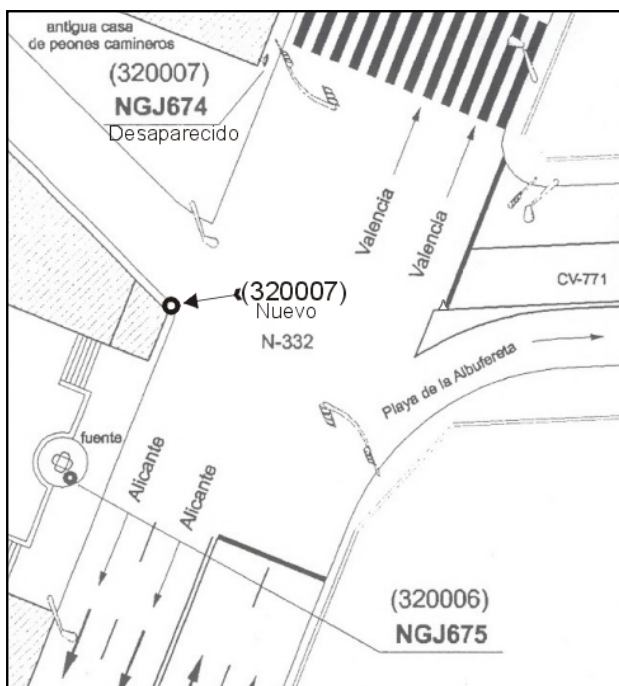 antigua casa
de peones camineros
(320007)
NGJ674
Desaparecido
Valencia
Valencia
(320007)
Nuevo
N-332
CV-771
Playa de la Albufereta
fuente
Alicante
Alicante
(320006)
NGJ675